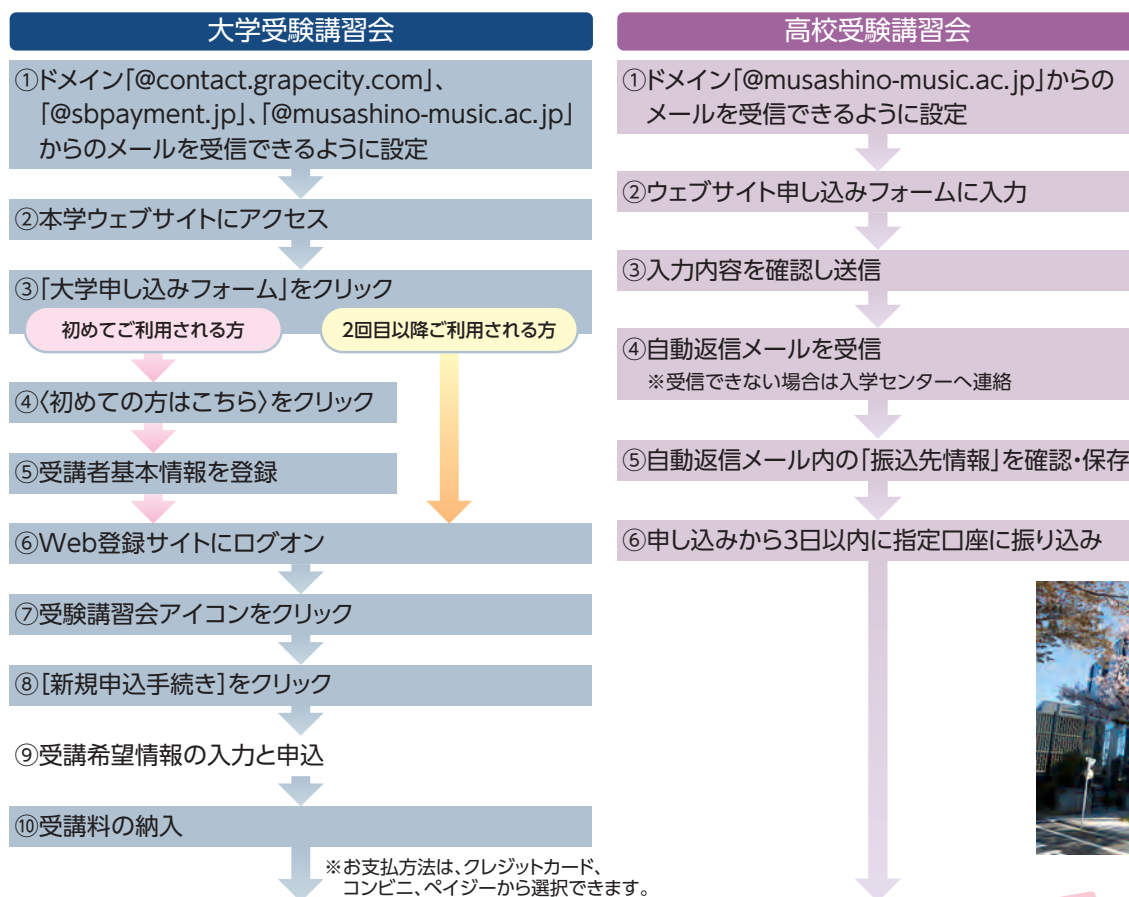 大学受験講習会
①ドメイン「@contact.grapecity.com」、
「@sbpayment.jp」、「@musashino-music.ac.jp」
からのメールを受信できるように設定
②本学ウェブサイトにアクセス
③「大学申し込みフォーム」をクリック
初めてご利用される方
2回目以降ご利用される方
④〈初めての方はこちら〉をクリック
⑤受講者基本情報を登録
⑥Web登録サイトにログオン
⑦受験講習会アイコンをクリック
⑧[新規申込手続き]をクリック
⑨受講希望情報の入力と申込
⑩受講料の納入
※お支払方法は、クレジットカード、
コンビニ、ペイジーから選択できます。
高校受験講習会
①ドメイン「@musashino-music.ac.jp」からの
メールを受信できるように設定
②ウェブサイト申し込みフォームに入力
③入力内容を確認し送信
④自動返信メールを受信
※受信できない場合は入学センターへ連絡
⑤自動返信メール内の「振込先情報」を確認・保存
⑥申し込みから3日以内に指定口座に振り込み